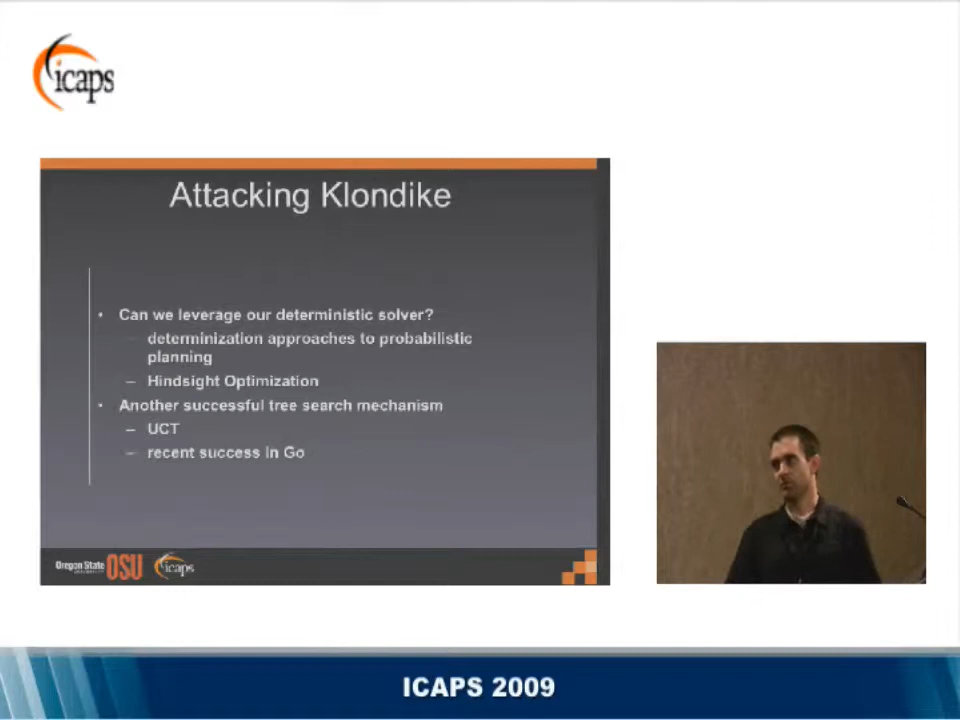 icaps
Attacking Klondike
• Can we leverage our deterministic solver?
– determinization approaches to probabilistic
planning
– Hindsight Optimization
• Another successful tree search mechanism
– UCT
– recent success in Go
Oregon State OSU icaps
ICAPS 2009